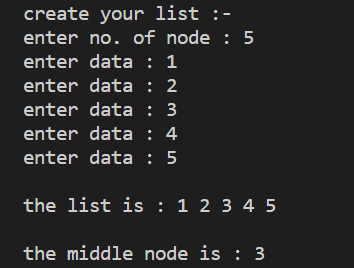 create your list :-
enter no. of node : 5
enter data : 1
enter data : 2
enter data : 3
enter data : 4
enter data : 5
the list is : 1 2 3 4 5
the middle node is : 3